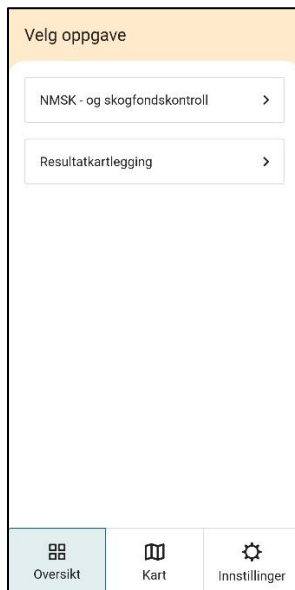 Velg oppgave
NMSK - og skogfondskontroll
Resultatkartlegging
Oversikt
Kart
Innstillinger